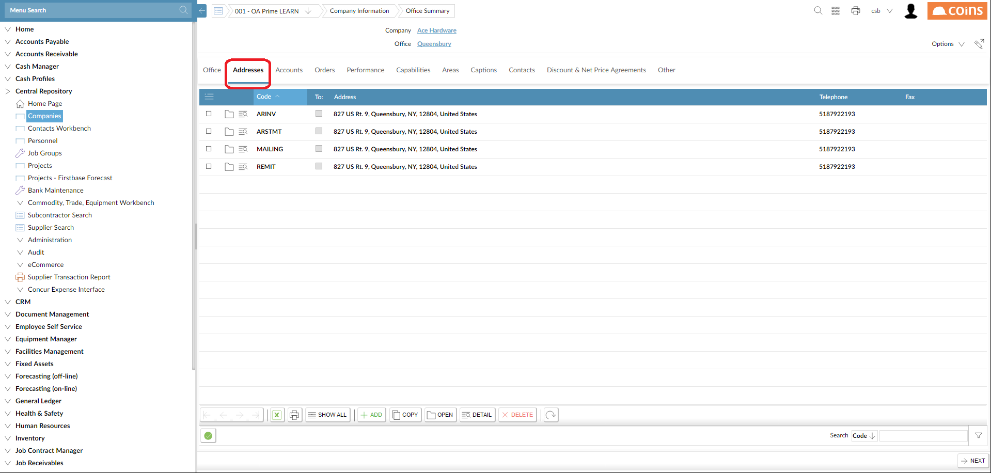 Menu Search
001 - OA Prime LEARN
Company Information
Office Summary
csb
coins
Company Ace Hardware
Office Queensbury
Options
Office Addresses Accounts Orders Performance Capabilities Areas Captions Contacts Discount & Net Price Agreements Other
Code To: Address Telephone Fax
ARINV 827 US Rt. 9, Queensbury, NY, 12804, United States 5187922193
ARSTMT 827 US Rt. 9, Queensbury, NY, 12804, United States 5187922193
MAILING 827 US Rt. 9, Queensbury, NY, 12804, United States 5187922193
REMIT 827 US Rt. 9, Queensbury, NY, 12804, United States 5187922193
Home
Accounts Payable
Accounts Receivable
Cash Manager
Cash Profiles
Central Repository
Home Page
Companies
Contacts Workbench
Personnel
Job Groups
Projects
Projects - Firstbase Forecast
Bank Maintenance
Commodity, Trade, Equipment Workbench
Subcontractor Search
Supplier Search
Administration
Audit
eCommerce
Supplier Transaction Report
Concur Expense Interface
CRM
Document Management
Employee Self Service
Equipment Manager
Facilities Management
Fixed Assets
Forecasting (off-line)
Forecasting (on-line)
General Ledger
Health & Safety
Human Resources
Inventory
Job Contract Manager
Job Receivables
SHOW ALL ADD COPY OPEN DETAIL DELETE
Search Code
NEXT